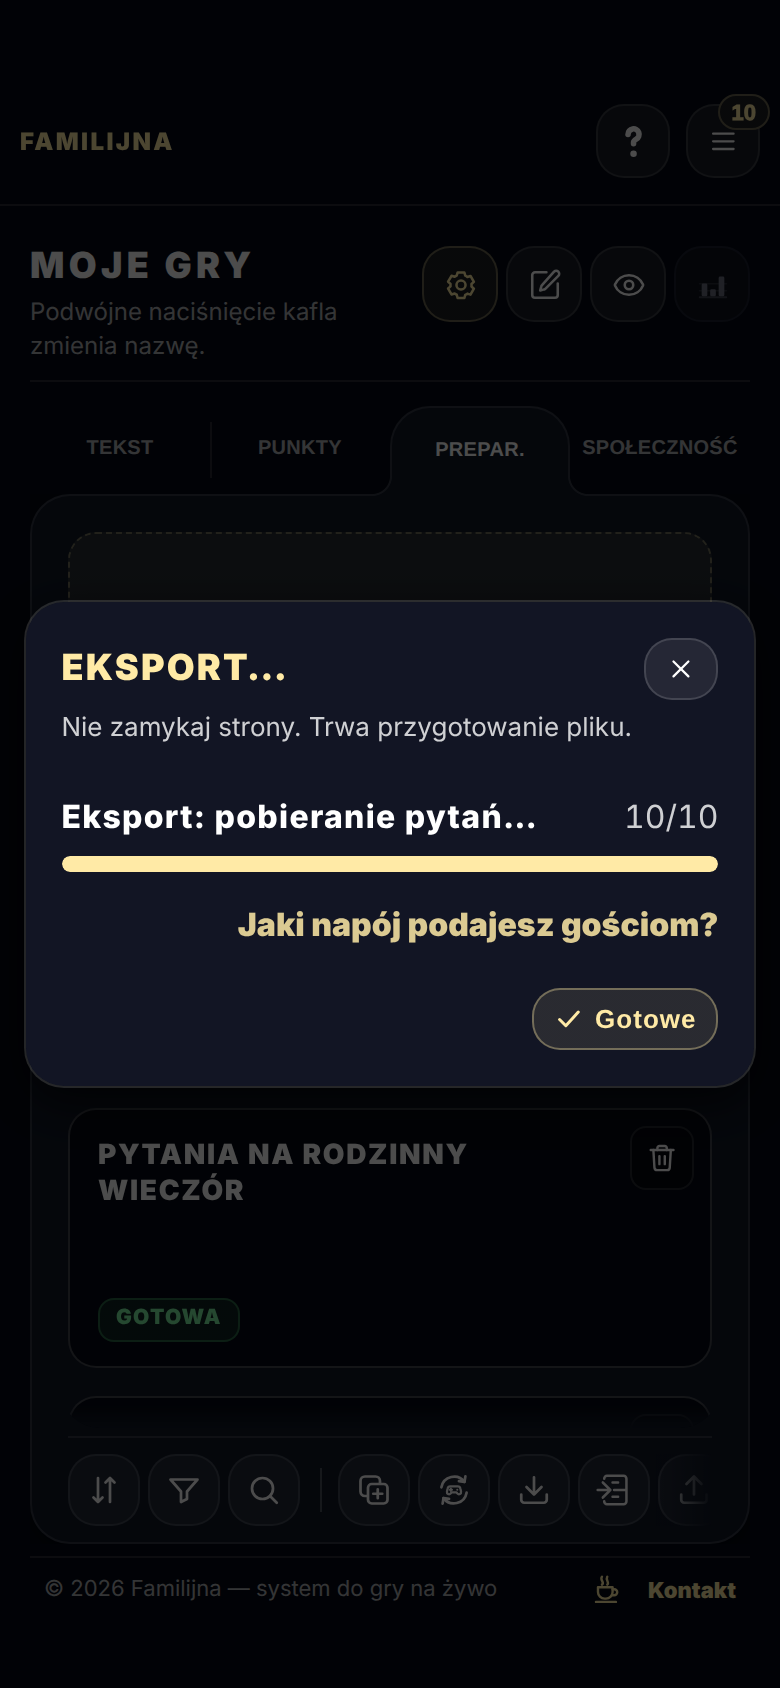 FAMILIJNA
?
10
MOJE GRY
Podwójne naciśnięcie kafla
zmienia nazwę.
TEKST
PUNKTY
PREPAR.
SPOŁECZNOŚĆ
EKSPORT...
Nie zamykaj strony. Trwa przygotowanie pliku.
Eksport: pobieranie pytań... 10/10
Jaki napój podajesz gościom?
Gotowe
PYTANIA NA RODZINNY
WIECZÓR
GOTOWA
© 2026 Familijna — system do gry na żywo
Kontakt